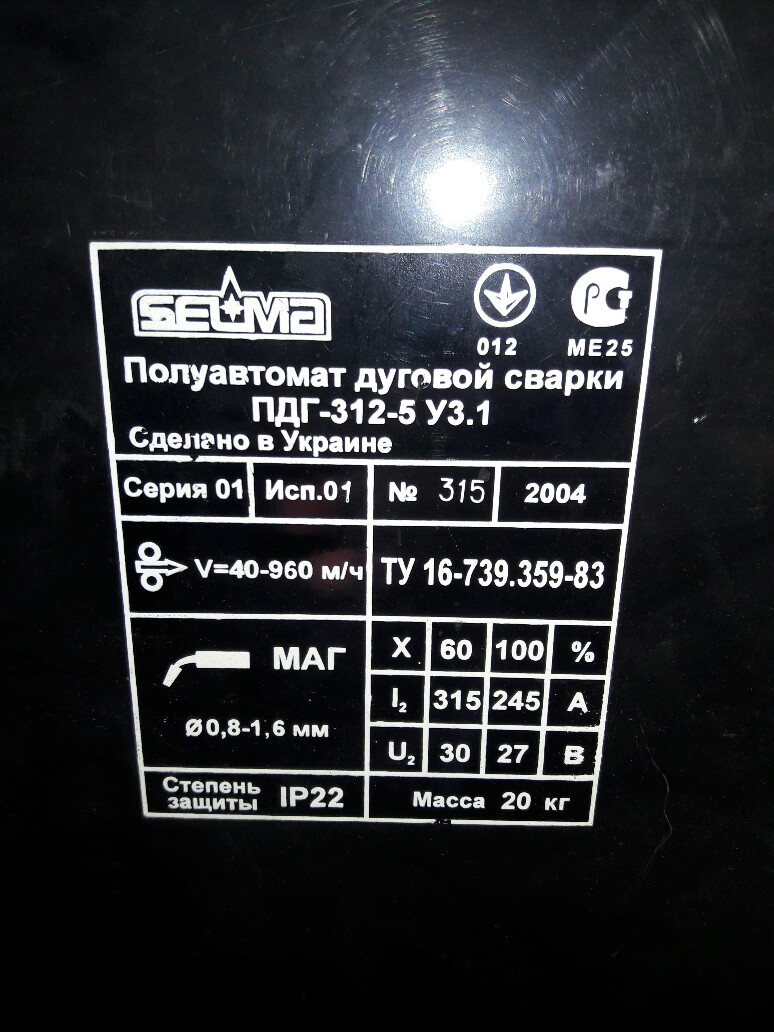 SELMA
012 МЕ25
Полуавтомат дуговой сварки
ПДГ-312-5 У3.1
Сделано в Украине
Серия 01 Исп.01 № 315 2004
V=40-960 м/ч ТУ 16-739.359-83
МАГ
ø0,8-1,6 мм
X 60 100 %
I₂ 315 245 А
U₂ 30 27 В
Степень
защиты IP22
Масса 20 кг